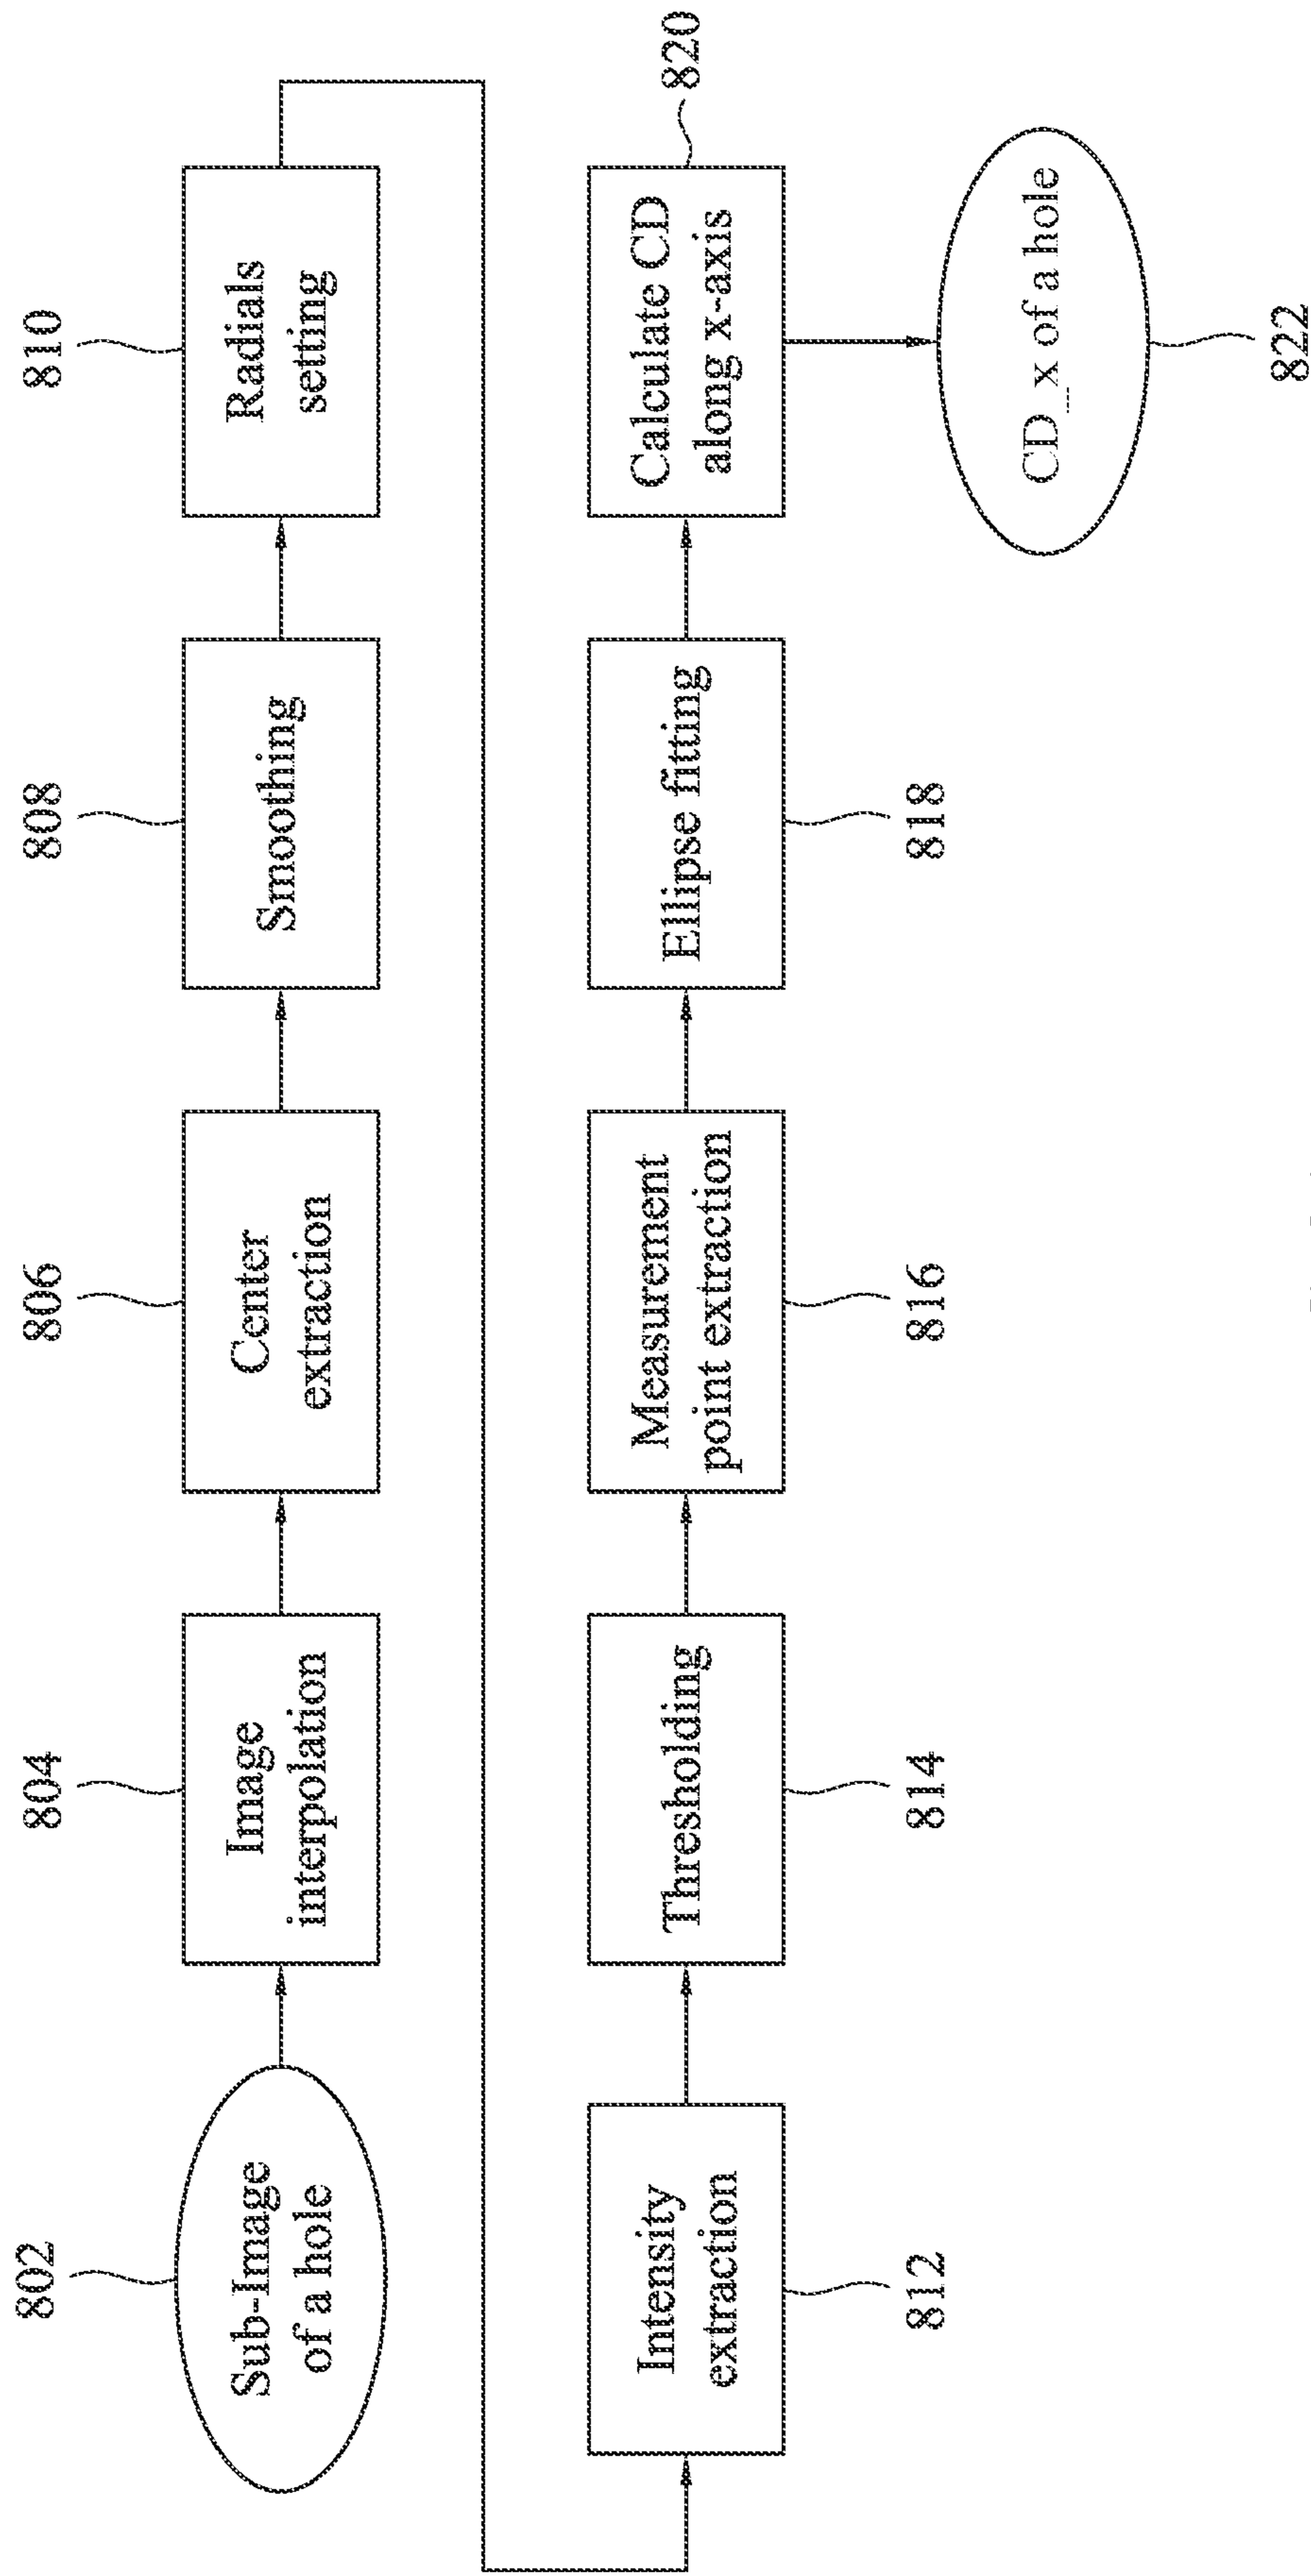 802
804
806
808
810
Sub-Image
of a hole
Image
interpolation
Center
extraction
Smoothing
Radials
setting
Intensity
extraction
Thresholding
Measurement
point extraction
Ellipse fitting
Calculate CD
along x-axis
820
812
814
816
818
CD_x of a hole
822